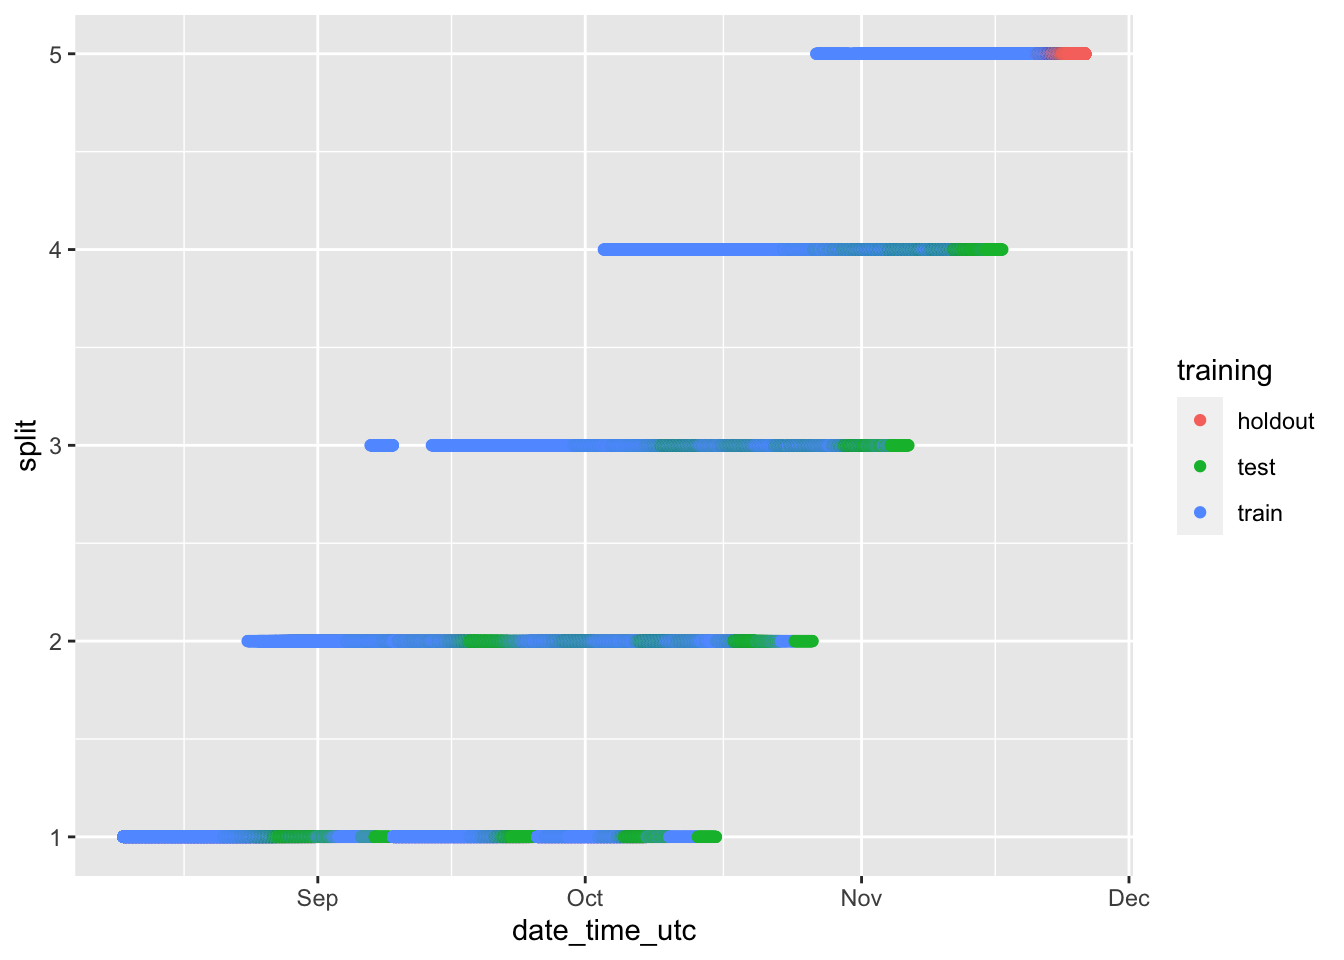 5
4
3
2
1
split
Sep
Oct
Nov
Dec
date_time_utc
training
holdout
test
train